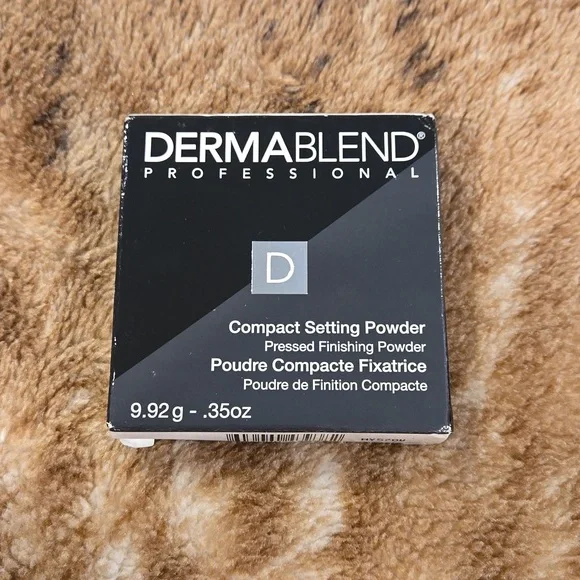 DERMABLEND®
PROFESSIONAL
D
Compact Setting Powder
Pressed Finishing Powder
Poudre Compacte Fixatrice
Poudre de Finition Compacte
9.92g - .35oz